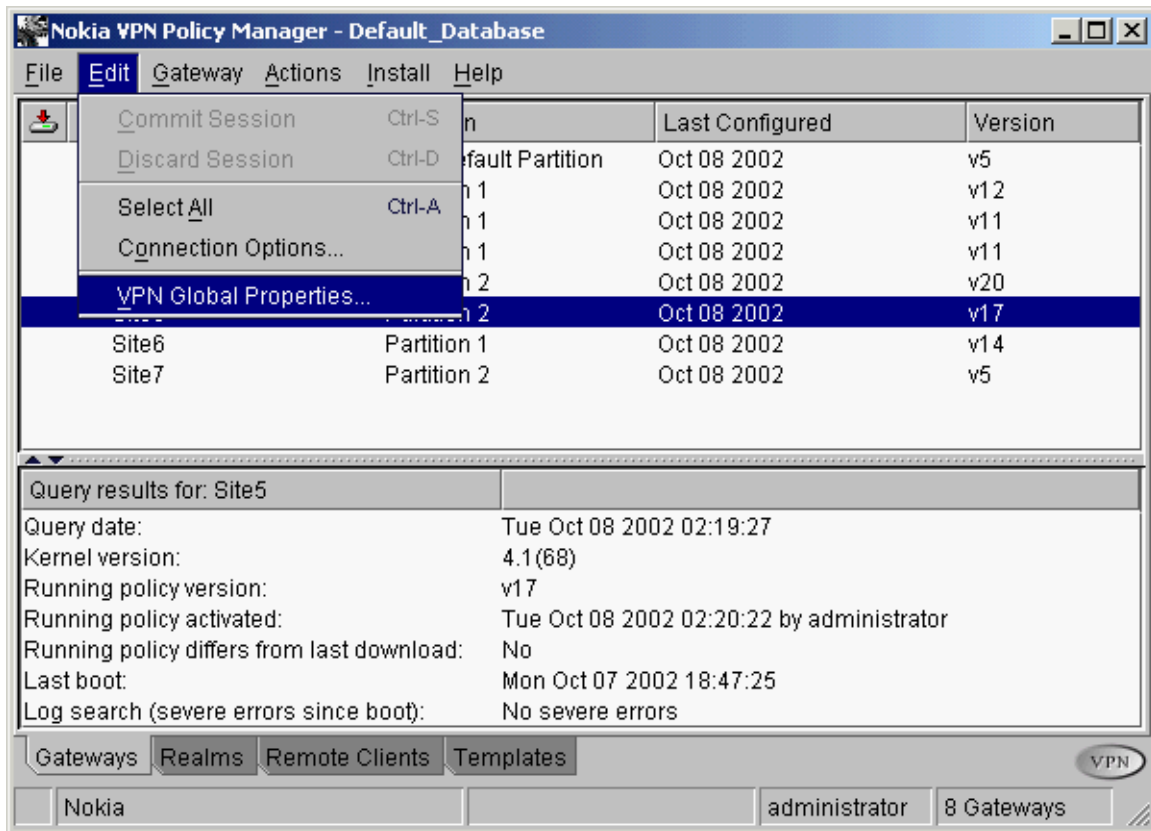 Nokia VPN Policy Manager - Default_Database
File Edit Gateway Actions Install Help
Commit Session Ctrl-S
Discard Session Ctrl-D
Select All Ctrl-A
Connection Options...
VPN Global Properties...
Last Configured Version
Partition Oct 08 2002 v5
1 Oct 08 2002 v12
1 Oct 08 2002 v11
1 Oct 08 2002 v11
2 Oct 08 2002 v20
2 Oct 08 2002 v17
Site6 Partition 1 Oct 08 2002 v14
Site7 Partition 2 Oct 08 2002 v5
Query results for: Site5
Query date: Tue Oct 08 2002 02:19:27
Kernel version: 4.1(68)
Running policy version: v17
Running policy activated: Tue Oct 08 2002 02:20:22 by administrator
Running policy differs from last download: No
Last boot: Mon Oct 07 2002 18:47:25
Log search (severe errors since boot): No severe errors
Gateways Realms Remote Clients Templates VPN
Nokia administrator 8 Gateways